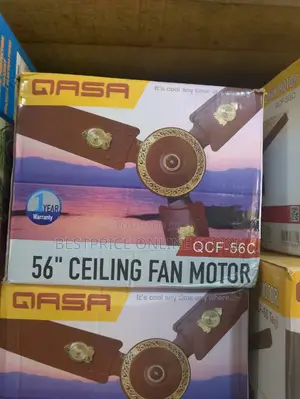 QASA
It's cool any time any
1 YEAR
Warranty
QCF-56C
BESTPRICE ONLINE
56" CEILING FAN MOTOR
QASA
It's cool any time anywhere...